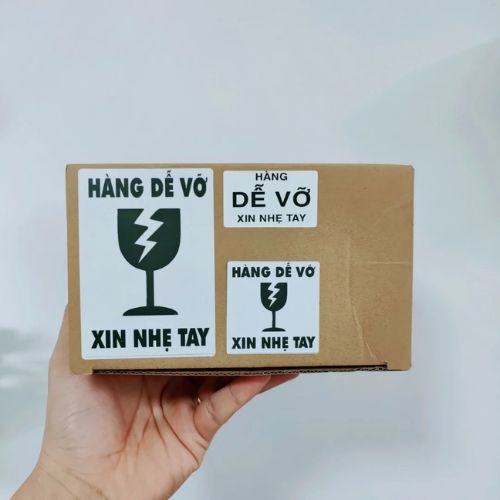 HÀNG DỄ VỠ
XIN NHẸ TAY
HÀNG
DỄ VỠ
XIN NHẸ TAY
HÀNG DỄ VỠ
XIN NHẸ TAY